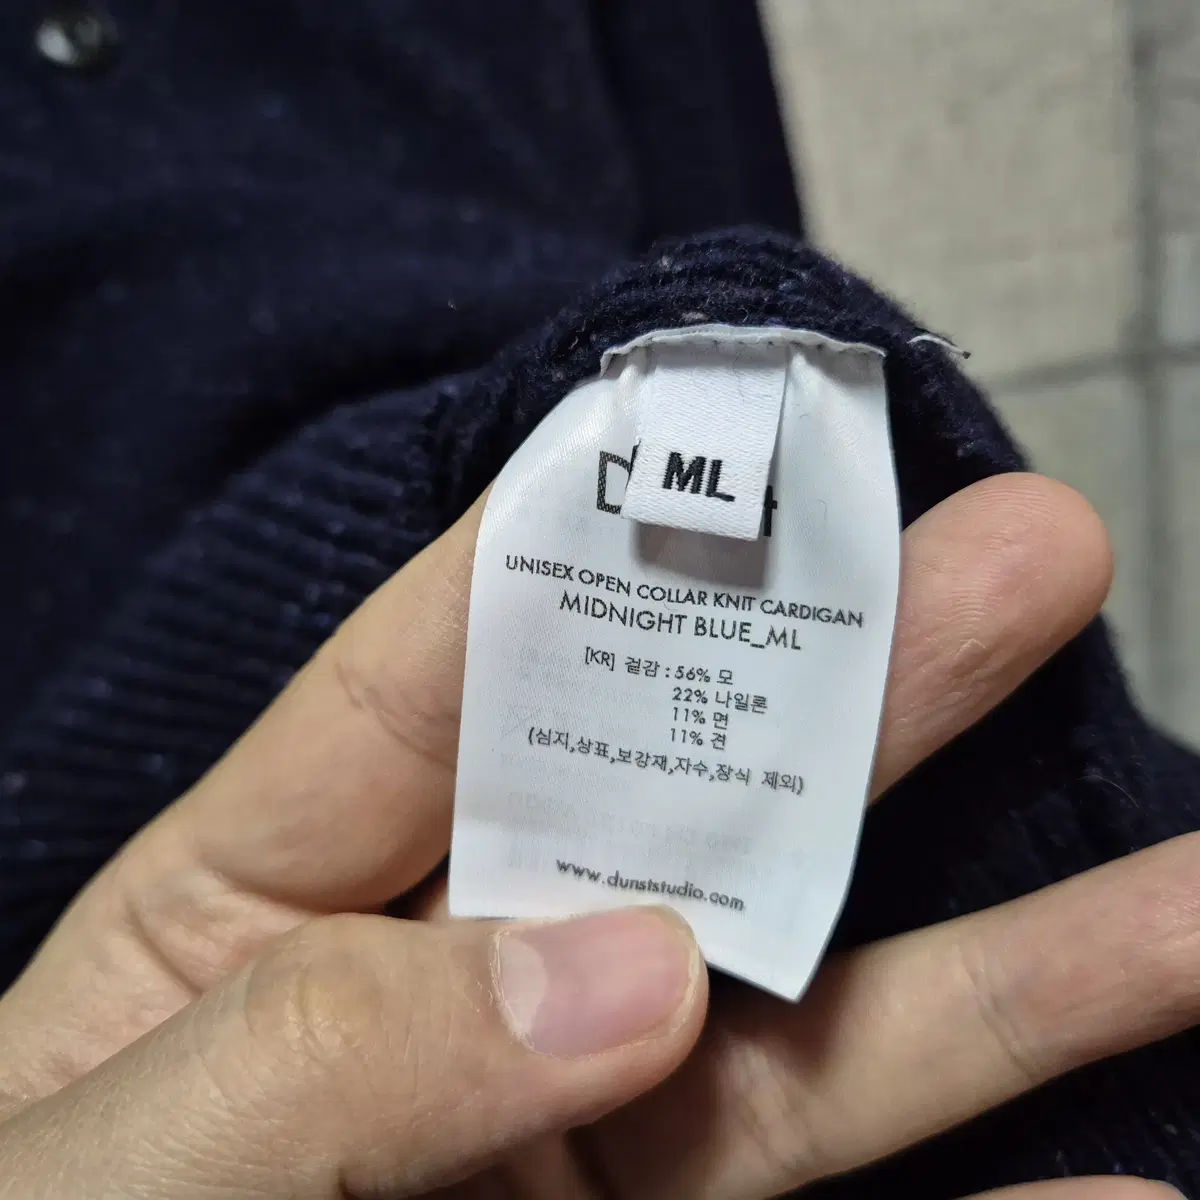 ML
UNISEX OPEN COLLAR KNIT CARDIGAN
MIDNIGHT BLUE_ML
[KR] 겉감 : 56% 모
22% 나일론
11% 면
11% 견
(심지,상표,보강재,자수,장식 제외)
www.dunststudio.com